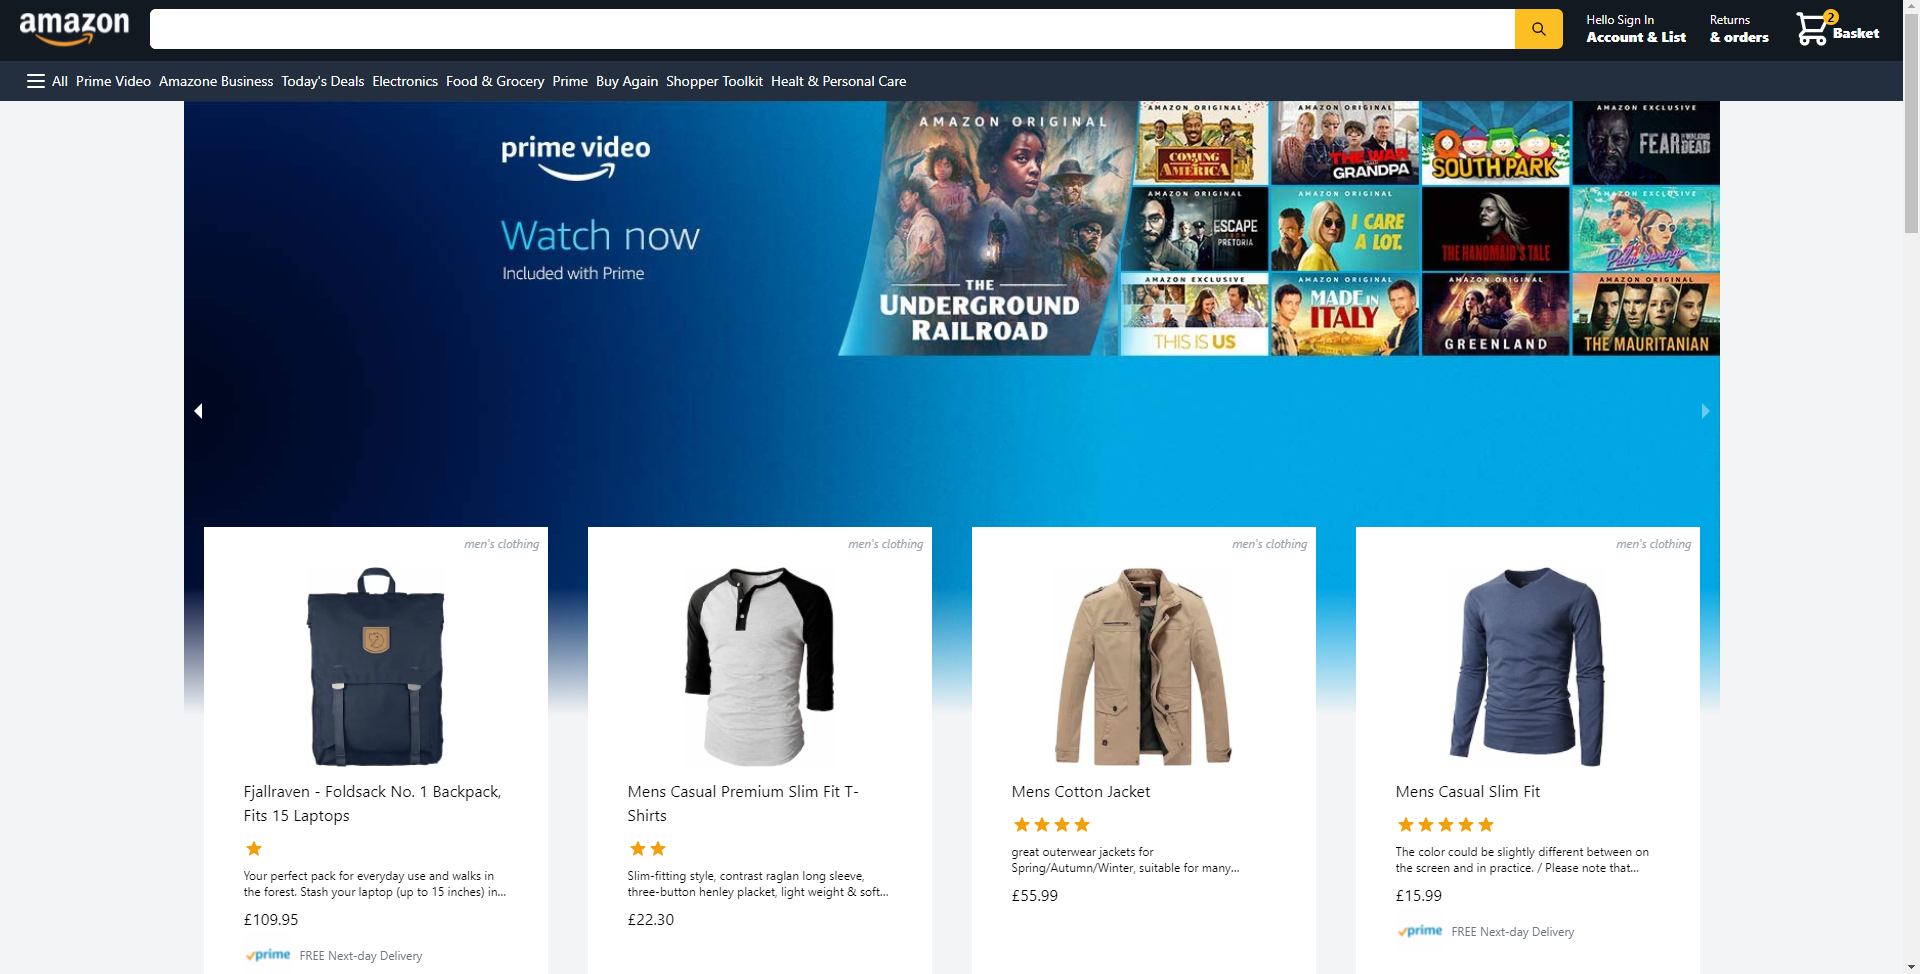 amazon
Hello Sign In
Account & List
Returns
& orders
2
Basket
All Prime Video Amazone Business Today's Deals Electronics Food & Grocery Prime Buy Again Shopper Toolkit Healt & Personal Care
prime video
Watch now
Included with Prime
AMAZON ORIGINAL
THE
UNDERGROUND
RAILROAD
AMAZON ORIGINAL
COMING
2
AMERICA
AMAZON ORIGINAL
THE WAR
WITH
GRANDPA
SOUTH PARK
AMAZON EXCLUSIVE
FEAR THE WALKING DEAD
AMAZON ORIGINAL
ESCAPE
FROM
PRETORIA
AMAZON ORIGINAL
I CARE
A LOT.
THE HANDMAID'S TALE
AMAZON EXCLUSIVE
Palm Springs
AMAZON EXCLUSIVE
THIS IS US
AMAZON ORIGINAL
MADE IN
ITALY
AMAZON ORIGINAL
GREENLAND
AMAZON ORIGINAL
THE MAURITANIAN
men's clothing
Fjallraven - Foldsack No. 1 Backpack,
Fits 15 Laptops
Your perfect pack for everyday use and walks in
the forest. Stash your laptop (up to 15 inches) in...
£109.95
prime FREE Next-day Delivery
men's clothing
Mens Casual Premium Slim Fit T-
Shirts
Slim-fitting style, contrast raglan long sleeve,
three-button henley placket, light weight & soft...
£22.30
men's clothing
Mens Cotton Jacket
great outerwear jackets for
Spring/Autumn/Winter, suitable for many...
£55.99
men's clothing
Mens Casual Slim Fit
The color could be slightly different between on
the screen and in practice. / Please note that...
£15.99
prime FREE Next-day Delivery